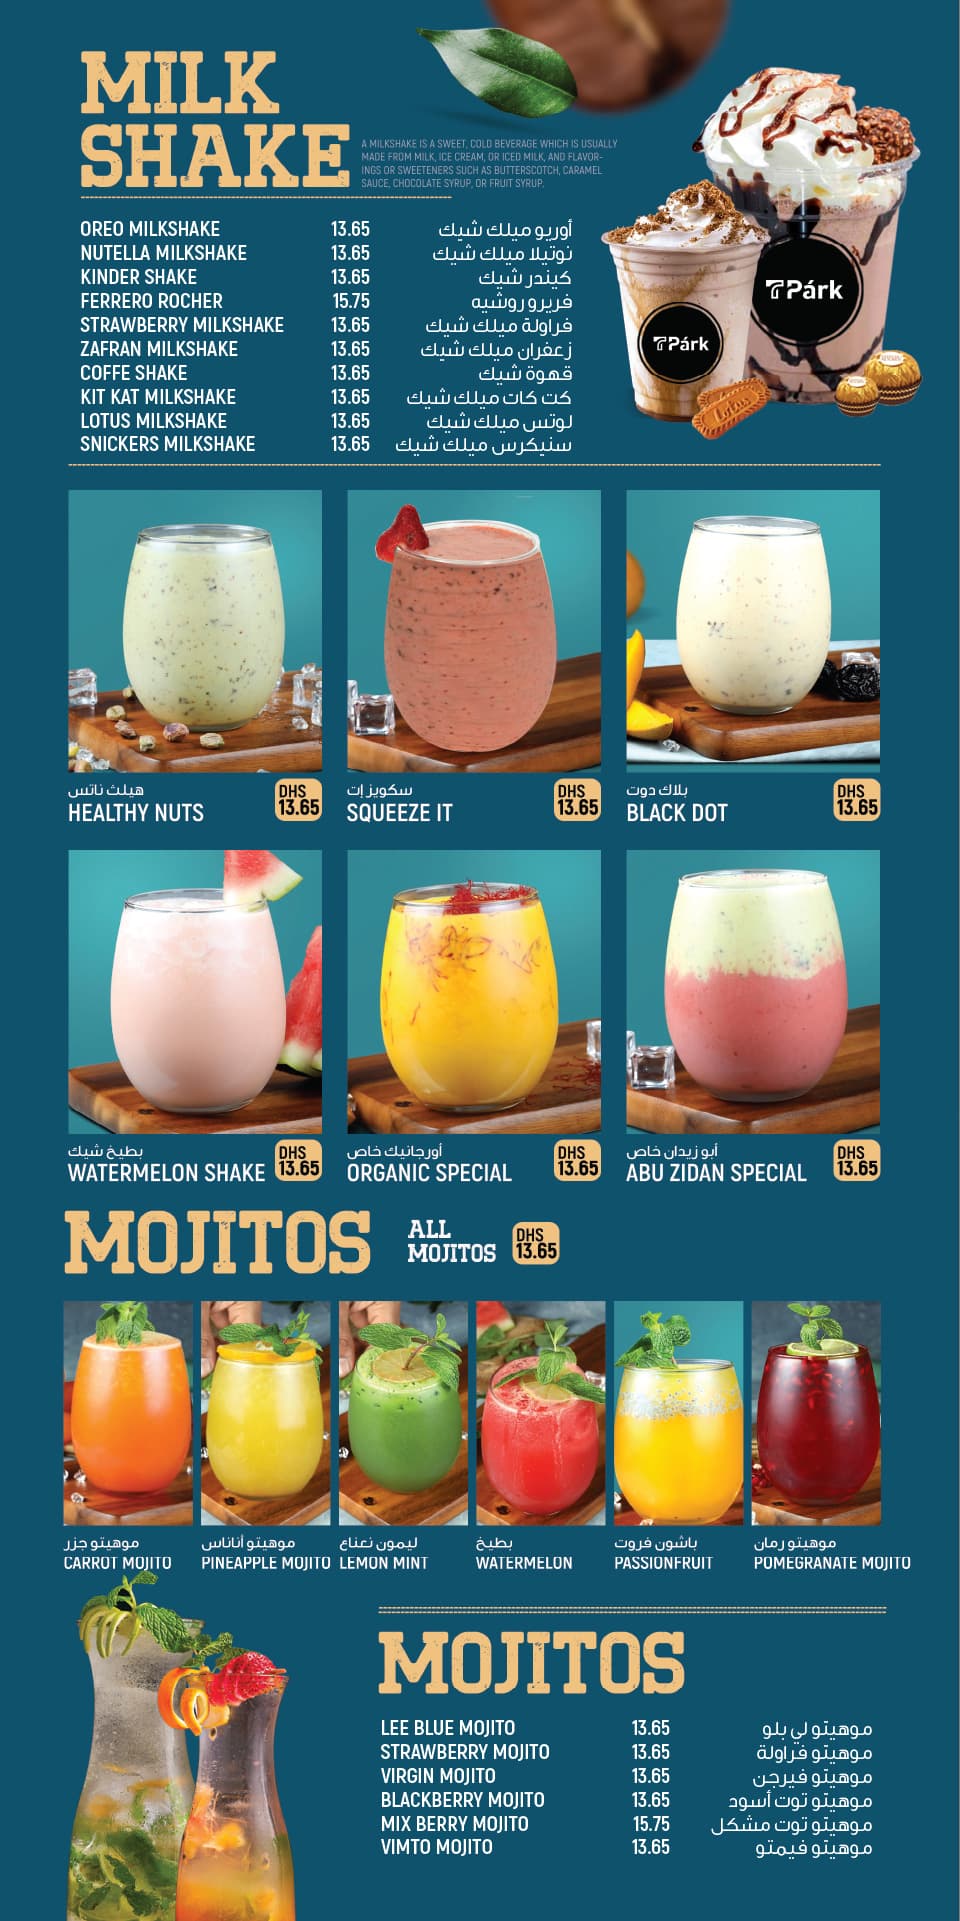 MILK
SHAKE
A MILKSHAKE IS A SWEET, COLD BEVERAGE WHICH IS USUALLY
MADE FROM MILK, ICE CREAM, OR ICED MILK, AND FLAVOR-
INGS OR SWEETENERS SUCH AS BUTTERSCOTCH, CARAMEL
SAUCE, CHOCOLATE SYRUP, OR FRUIT SYRUP.
OREO MILKSHAKE 13.65 أوريو ميلك شيك
NUTELLA MILKSHAKE 13.65 نوتيلا ميلك شيك
KINDER SHAKE 13.65 كيندر شيك
FERRERO ROCHER 15.75 فريرو روشيه
STRAWBERRY MILKSHAKE 13.65 فراولة ميلك شيك
ZAFRAN MILKSHAKE 13.65 زعفران ميلك شيك
COFFE SHAKE 13.65 قهوة شيك
KIT KAT MILKSHAKE 13.65 كت كات ميلك شيك
LOTUS MILKSHAKE 13.65 لوتس ميلك شيك
SNICKERS MILKSHAKE 13.65 سنيكرس ميلك شيك
Párk
Párk
Lotus
هيلث ناتس
HEALTHY NUTS
DHS
13.65
سكويز إت
SQUEEZE IT
DHS
13.65
بلاك دوت
BLACK DOT
DHS
13.65
بطيخ شيك
WATERMELON SHAKE
DHS
13.65
أورجانيك خاص
ORGANIC SPECIAL
DHS
13.65
أبو زيدان خاص
ABU ZIDAN SPECIAL
DHS
13.65
MOJITOS
ALL
MOJITOS
DHS
13.65
موهيتو جزر
CARROT MOJITO
موهيتو أناناس
PINEAPPLE MOJITO
ليمون نعناع
LEMON MINT
بطيخ
WATERMELON
باشون فروت
PASSIONFRUIT
موهيتو رمان
POMEGRANATE MOJITO
MOJITOS
LEE BLUE MOJITO 13.65 موهيتو لي بلو
STRAWBERRY MOJITO 13.65 موهيتو فراولة
VIRGIN MOJITO 13.65 موهيتو فيرجن
BLACKBERRY MOJITO 13.65 موهيتو توت أسود
MIX BERRY MOJITO 15.75 موهيتو توت مشكل
VIMTO MOJITO 13.65 موهيتو فيمتو